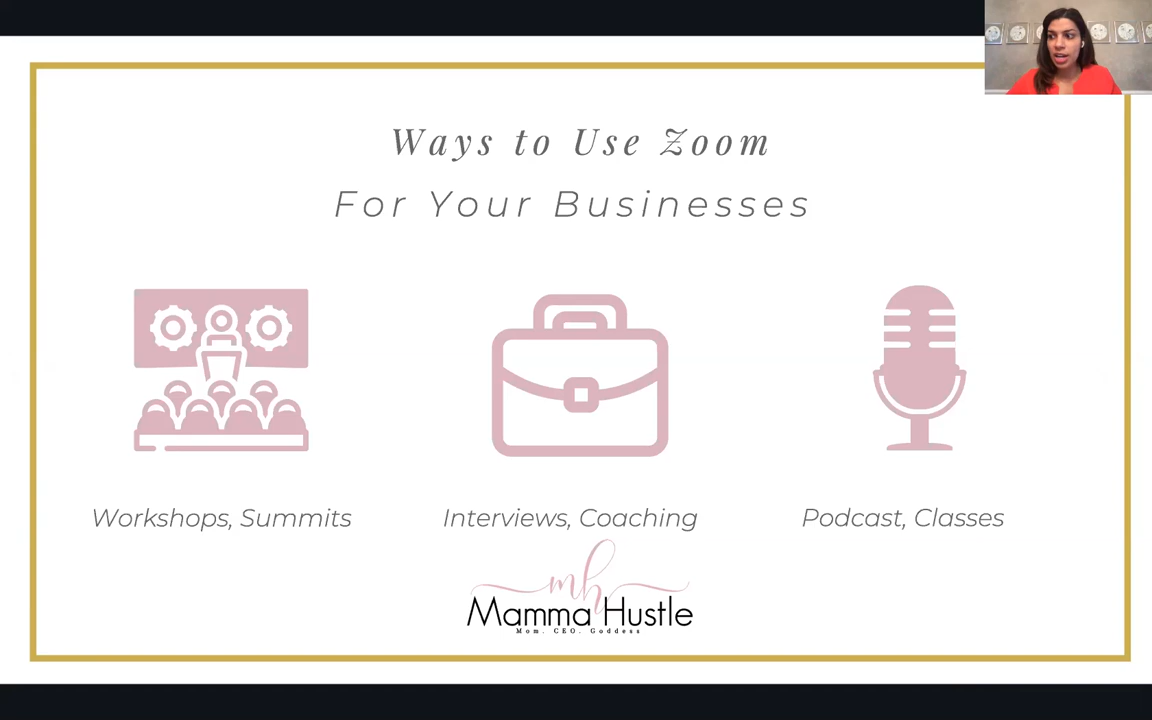 Ways to Use Zoom
For Your Businesses
Workshops, Summits
Interviews, Coaching
Podcast, Classes
mh
Mamma Hustle
Mom. CEO. Goddess